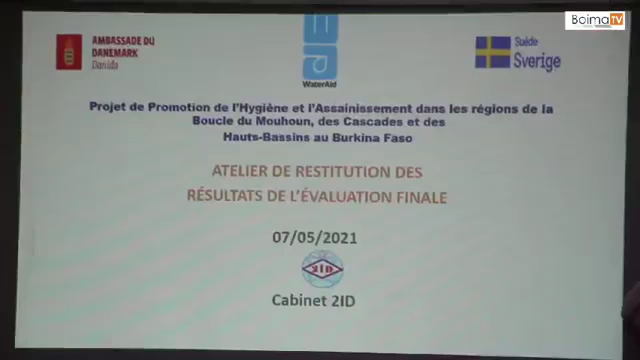 Boima TV
AMBASSADE DU
DANEMARK
Danida
WaterAid
Suède
Sverige
Projet de Promotion de l'Hygiène et l'Assainissement dans les régions de la
Boucle du Mouhoun, des Cascades et des
Hauts-Bassins au Burkina Faso
ATELIER DE RESTITUTION DES
RÉSULTATS DE L'ÉVALUATION FINALE
07/05/2021
2ID
Cabinet 2ID